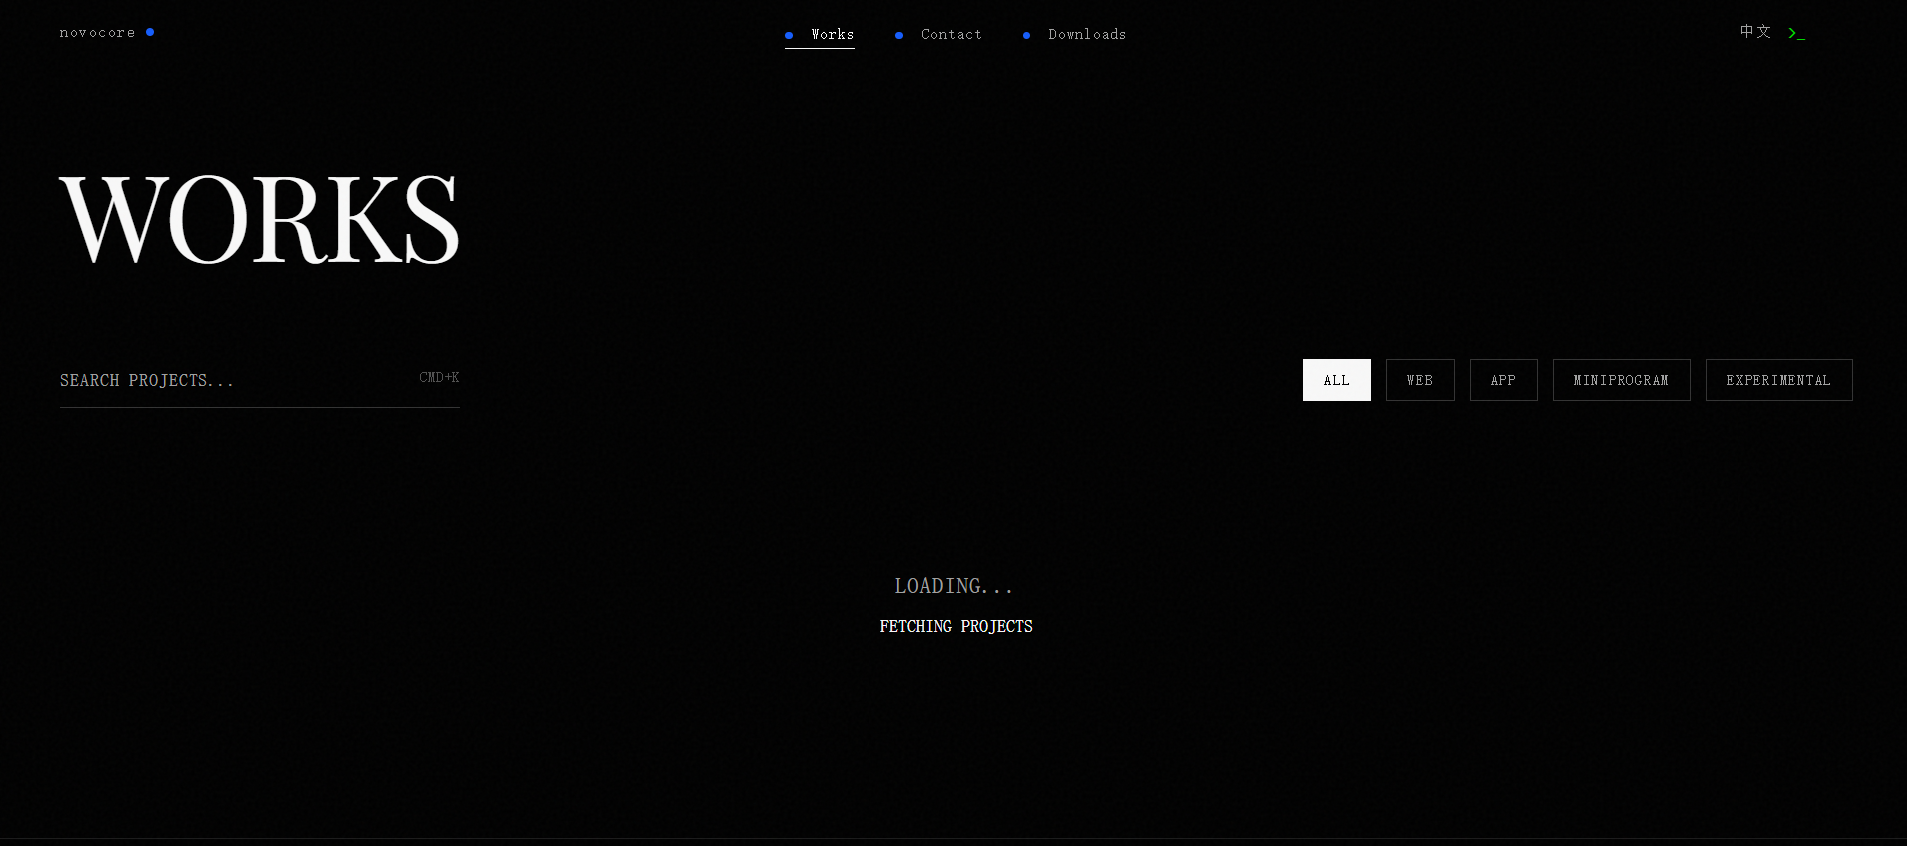 novocore
Works Contact Downloads
中文 >_
WORKS
SEARCH PROJECTS... CMD+K
ALL WEB APP MINIPROGRAM EXPERIMENTAL
LOADING...
FETCHING PROJECTS